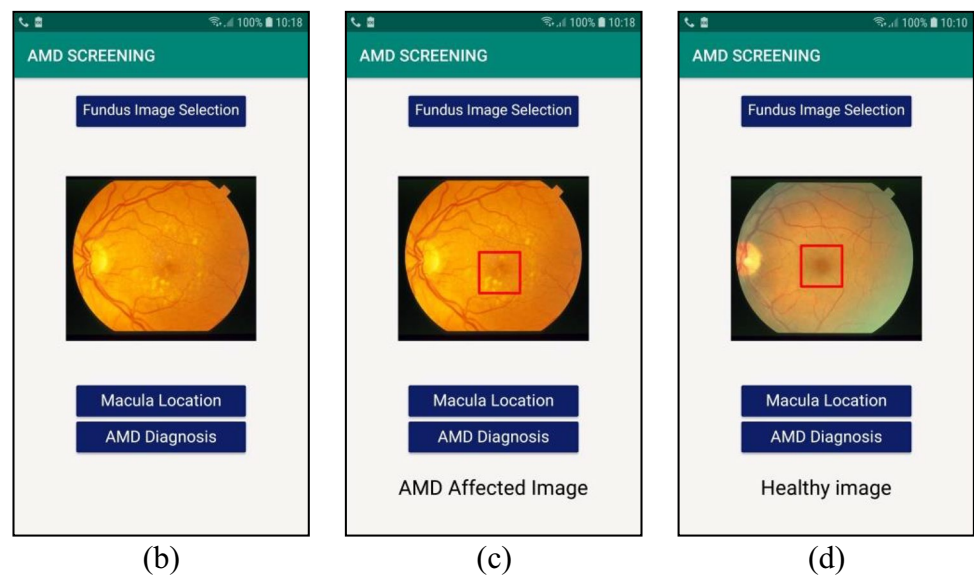 100% 10:18
AMD SCREENING
Fundus Image Selection
Macula Location
AMD Diagnosis
(b)
100% 10:18
AMD SCREENING
Fundus Image Selection
Macula Location
AMD Diagnosis
AMD Affected Image
(c)
100% 10:10
AMD SCREENING
Fundus Image Selection
Macula Location
AMD Diagnosis
Healthy image
(d)